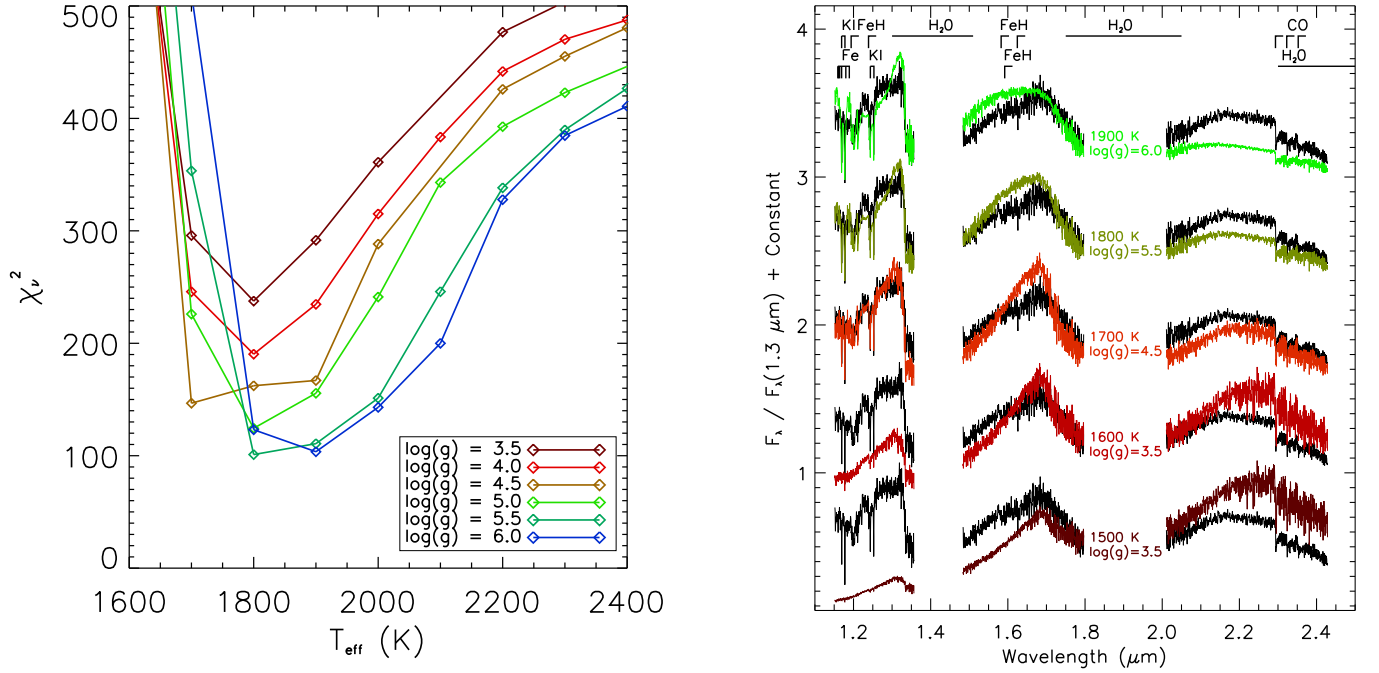 500
400
300
200
100
0
χν²
1600 1800 2000 2200 2400
Teff (K)
log(g) = 3.5
log(g) = 4.0
log(g) = 4.5
log(g) = 5.0
log(g) = 5.5
log(g) = 6.0
KI FeH H₂O FeH H₂O CO
Fe KI FeH H₂O
4
3
2
1
Fλ / Fλ(1.3 μm) + Constant
1900 K
log(g)=6.0
1800 K
log(g)=5.5
1700 K
log(g)=4.5
1600 K
log(g)=3.5
1500 K
log(g)=3.5
1.2 1.4 1.6 1.8 2.0 2.2 2.4
Wavelength (μm)